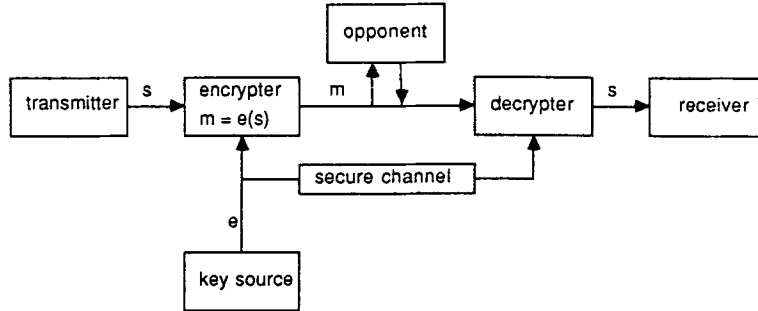 opponent
s
m
s
transmitter
encrypter
m = e(s)
decrypter
receiver
secure channel
e
key source